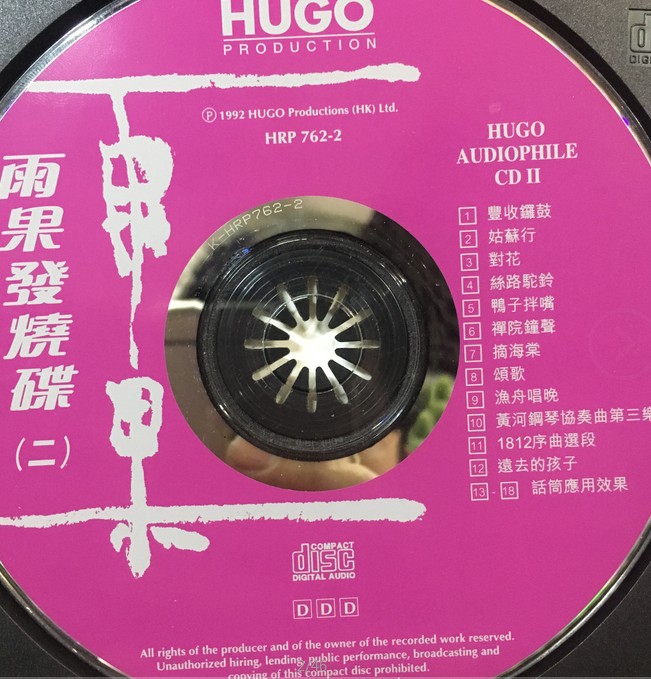 HUGO
PRODUCTION
Ⓟ 1992 HUGO Productions (HK) Ltd.
HRP 762-2
雨果發燒碟
(二)
雨果
K-HRP762-2
HUGO
AUDIOPHILE
CD II
1 豐收鑼鼓
2 姑蘇行
3 對花
4 絲路駝鈴
5 鴨子拌嘴
6 禪院鐘聲
7 摘海棠
8 頌歌
9 漁舟唱晚
10 黃河鋼琴協奏曲第三樂
11 1812序曲選段
12 遠去的孩子
13 - 18 話筒應用效果
COMPACT
disc
DIGITAL AUDIO
D D D
All rights of the producer and of the owner of the recorded work reserved.
Unauthorized hiring, lending, public performance, broadcasting and
copying of this compact disc prohibited.